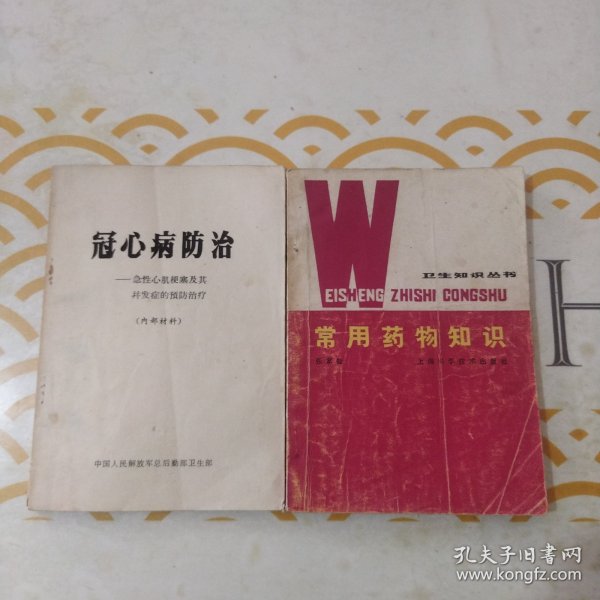 冠心病防治
——急性心肌梗塞及其
并发症的预防治疗
(内部材料)
中国人民解放军总后勤部卫生部
W
卫生知识丛书
EISHENG ZHISHI CONGSHU
常用药物知识
上海科学技术出版社
H
孔夫子旧书网
www.kongfz.com